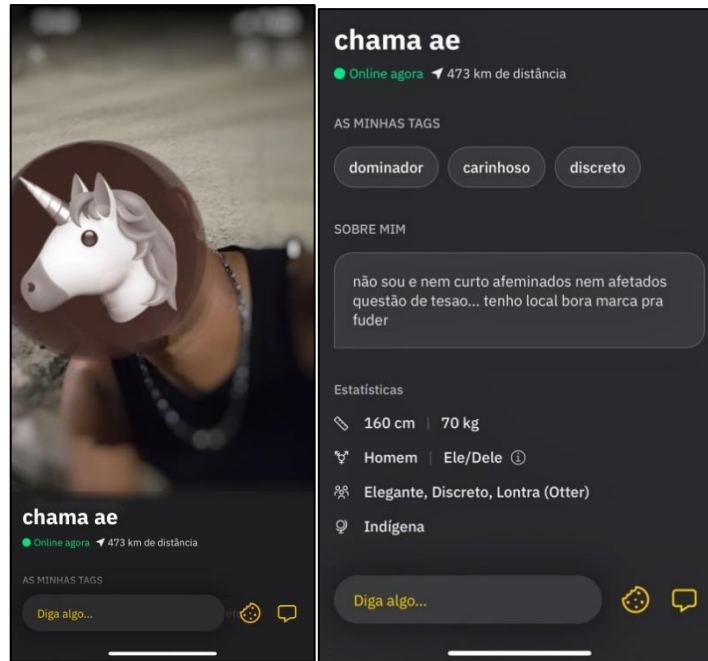 chama ae
Online agora 473 km de distância
AS MINHAS TAGS
Diga algo...
chama ae
Online agora 473 km de distância
AS MINHAS TAGS
dominador carinhoso discreto
SOBRE MIM
não sou e nem curto afeminados nem afetados
questão de tesao... tenho local bora marca pra
fuder
Estatísticas
160 cm | 70 kg
Homem | Ele/Dele
Elegante, Discreto, Lontra (Otter)
Indígena
Diga algo...